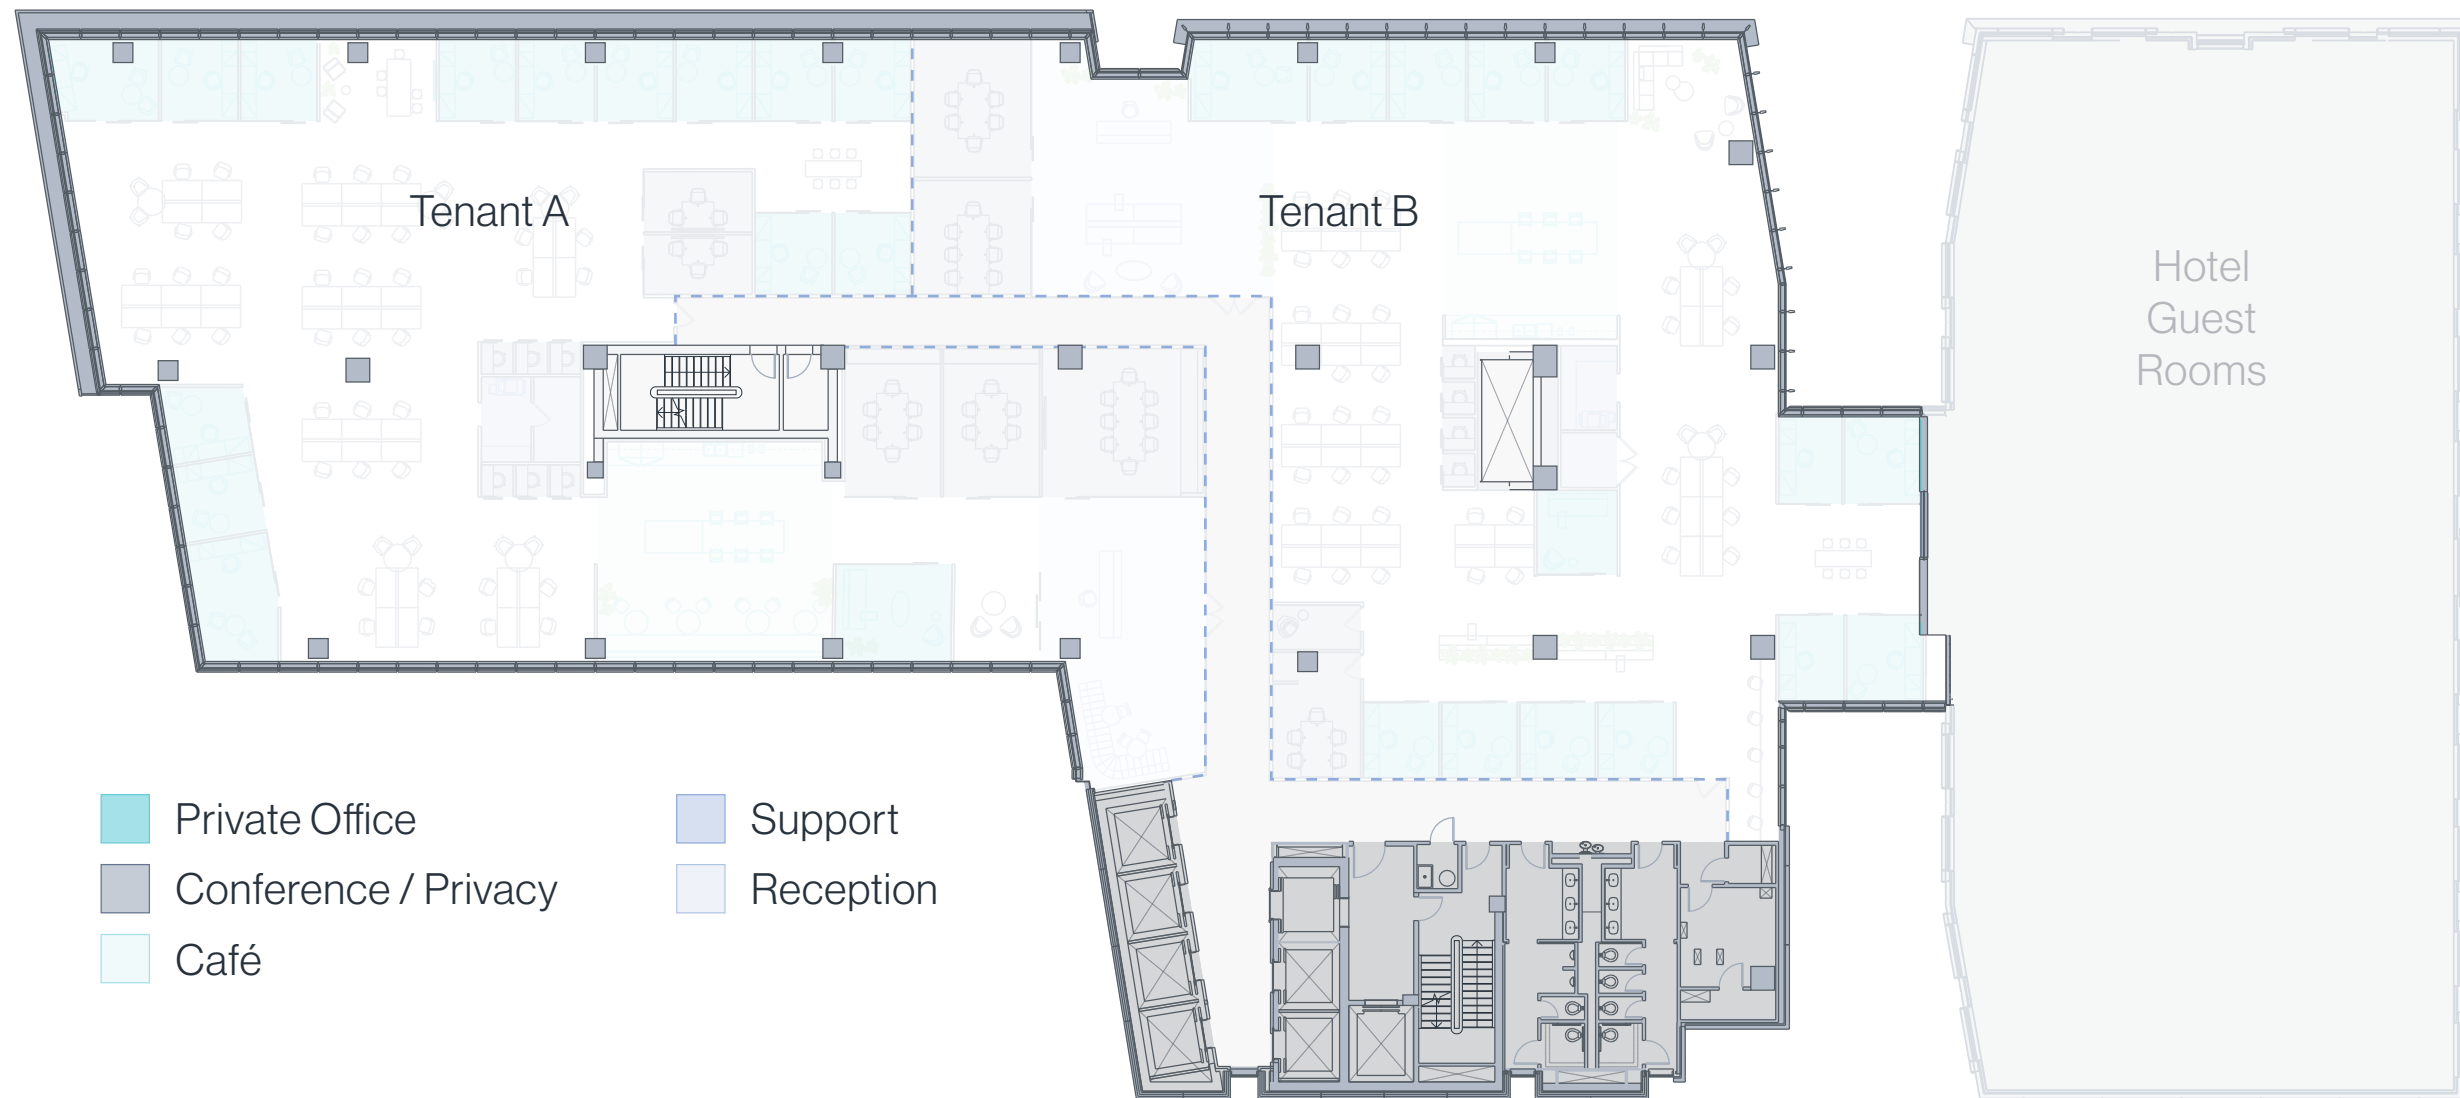 Tenant A
Tenant B
Hotel
Guest
Rooms
Private Office
Support
Conference / Privacy
Reception
Café